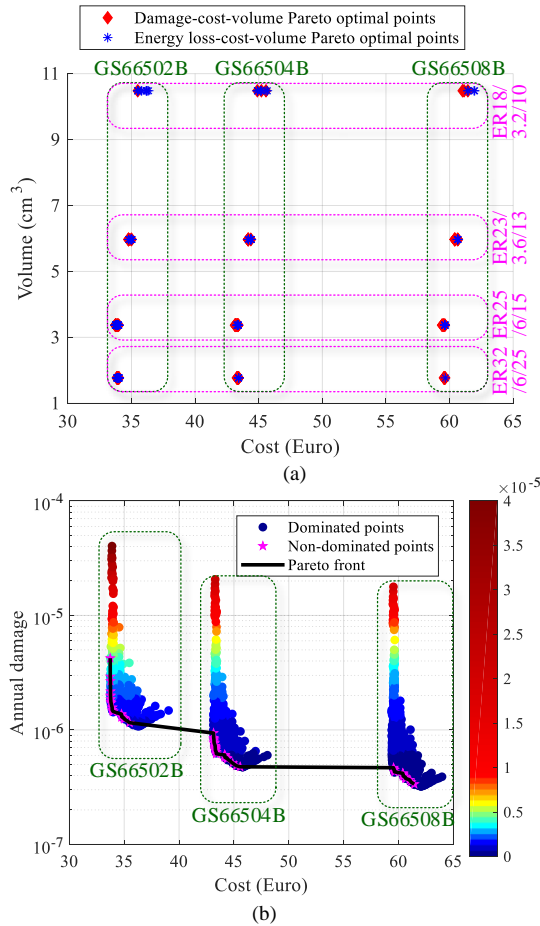 Damage-cost-volume Pareto optimal points
Energy loss-cost-volume Pareto optimal points
GS66502B GS66504B GS66508B
11
9
7
5
3
1
Volume (cm 3)
ER18/
3.2/10
ER23/
3.6/13
ER25
/6/15
ER32
/6/25
30 35 40 45 50 55 60 65
Cost (Euro)
(a)
10-4
10-5
10-6
10-7
Annual damage
Dominated points
Non-dominated points
Pareto front
GS66502B
GS66504B
GS66508B
30 35 40 45 50 55 60 65
Cost (Euro)
×10-5
4
3.5
3
2.5
2
1.5
1
0.5
0
(b)